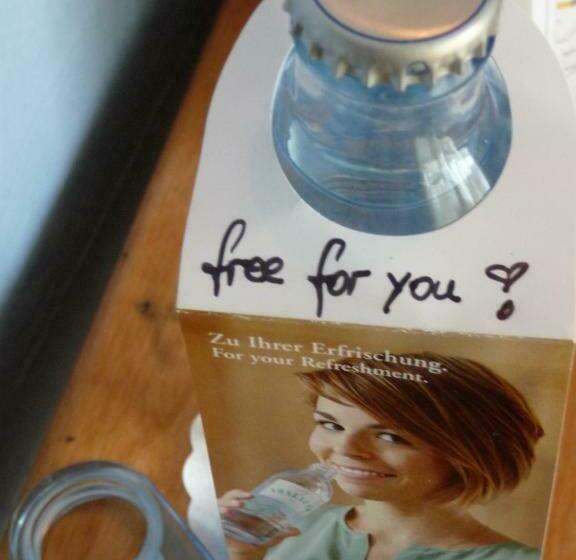 free for you !
Zu Ihrer Erfrischung.
For your Refreshment.